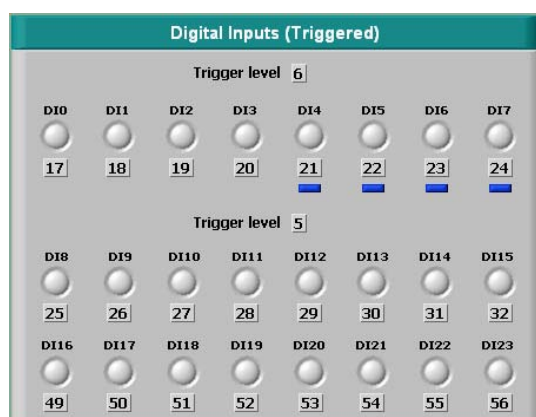 Digital Inputs (Triggered)
Trigger level 6
DI0 DI1 DI2 DI3 DI4 DI5 DI6 DI7
17 18 19 20 21 22 23 24
Trigger level 5
DI8 DI9 DI10 DI11 DI12 DI13 DI14 DI15
25 26 27 28 29 30 31 32
DI16 DI17 DI18 DI19 DI20 DI21 DI22 DI23
49 50 51 52 53 54 55 56